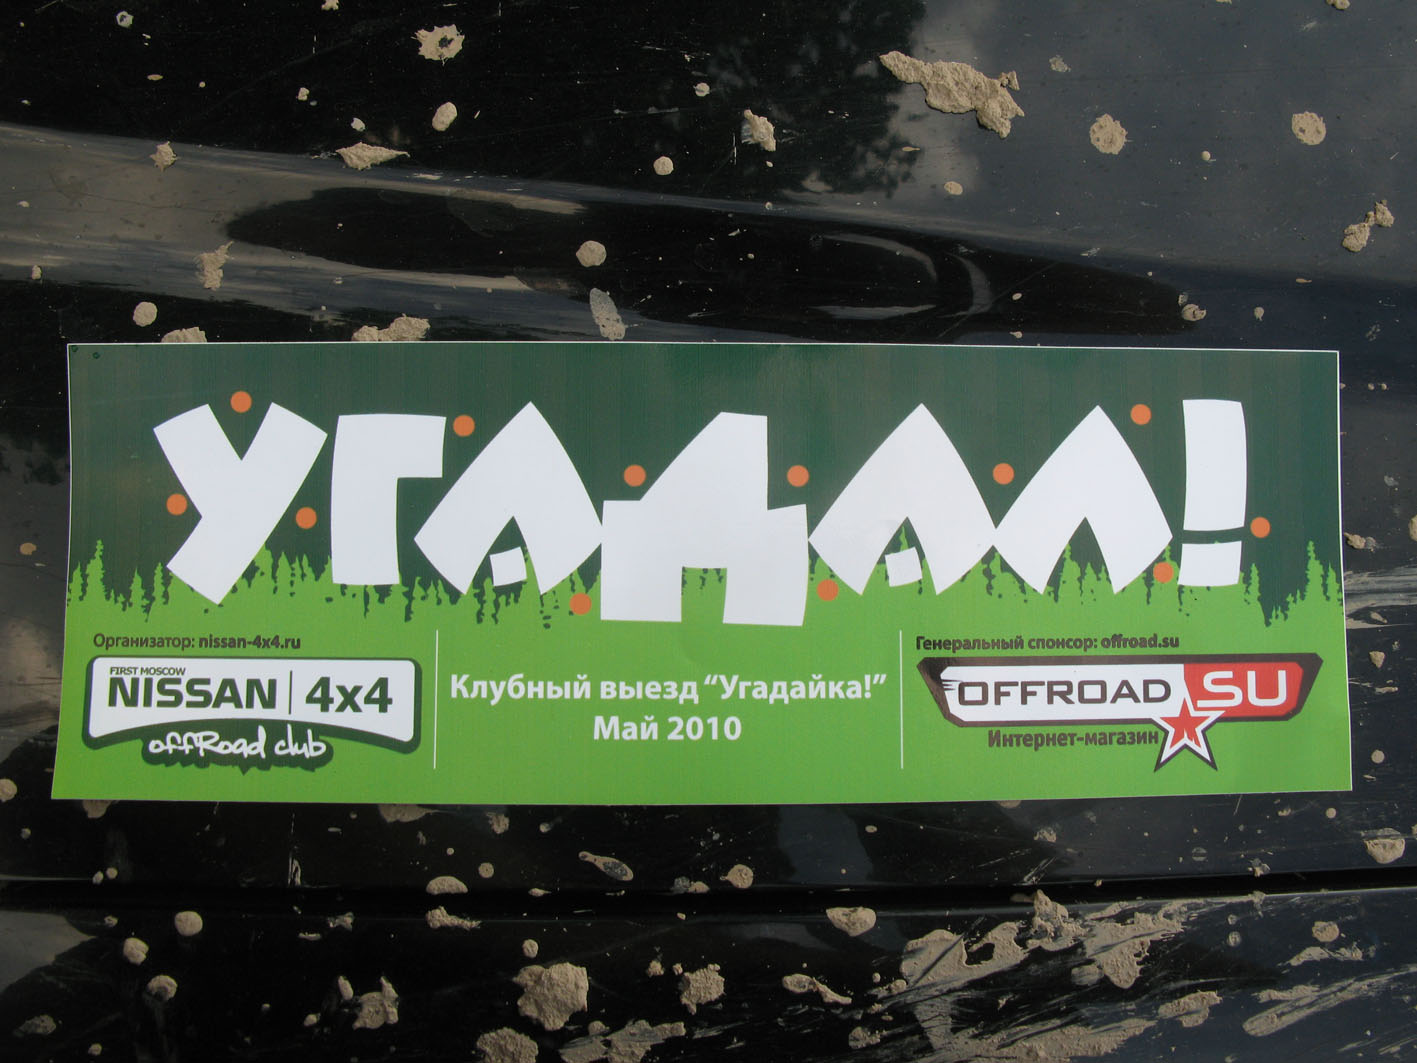 УГАДАЛ!
Организатор: nissan-4x4.ru
FIRST MOSCOW
NISSAN | 4x4
offRoad club
Клубный выезд “Угадайка!”
Май 2010
Генеральный спонсор: offroad.su
OFFROAD SU
Интернет-магазин